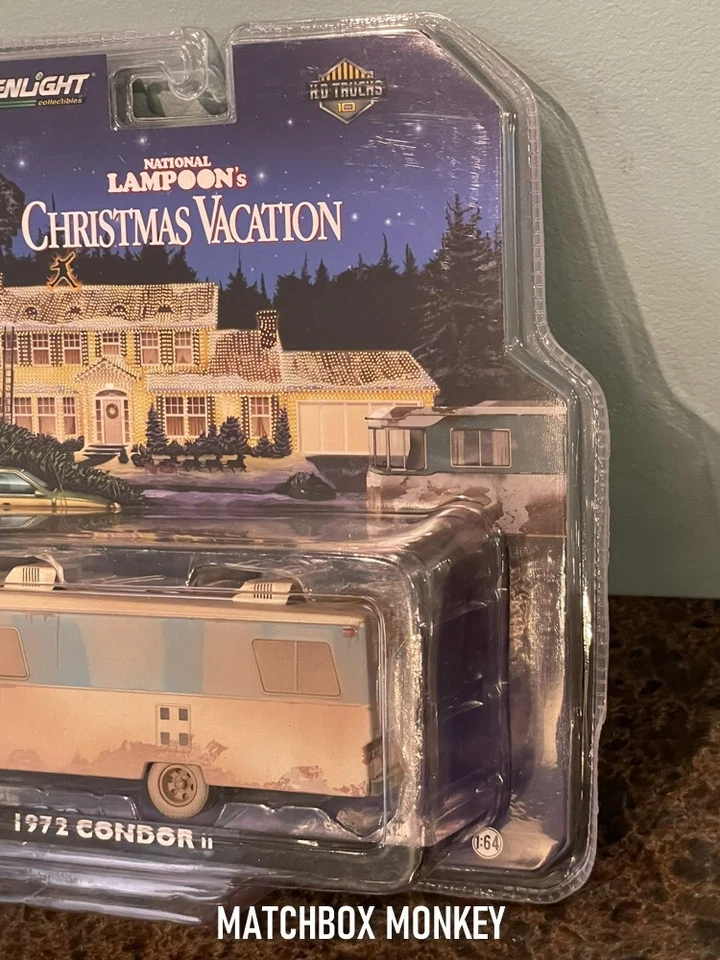 ENLIGHT
collectibles
H.D. TRUCKS
10
NATIONAL
LAMPOON's
CHRISTMAS VACATION
1972 CONDOR II
1:64
MATCHBOX MONKEY